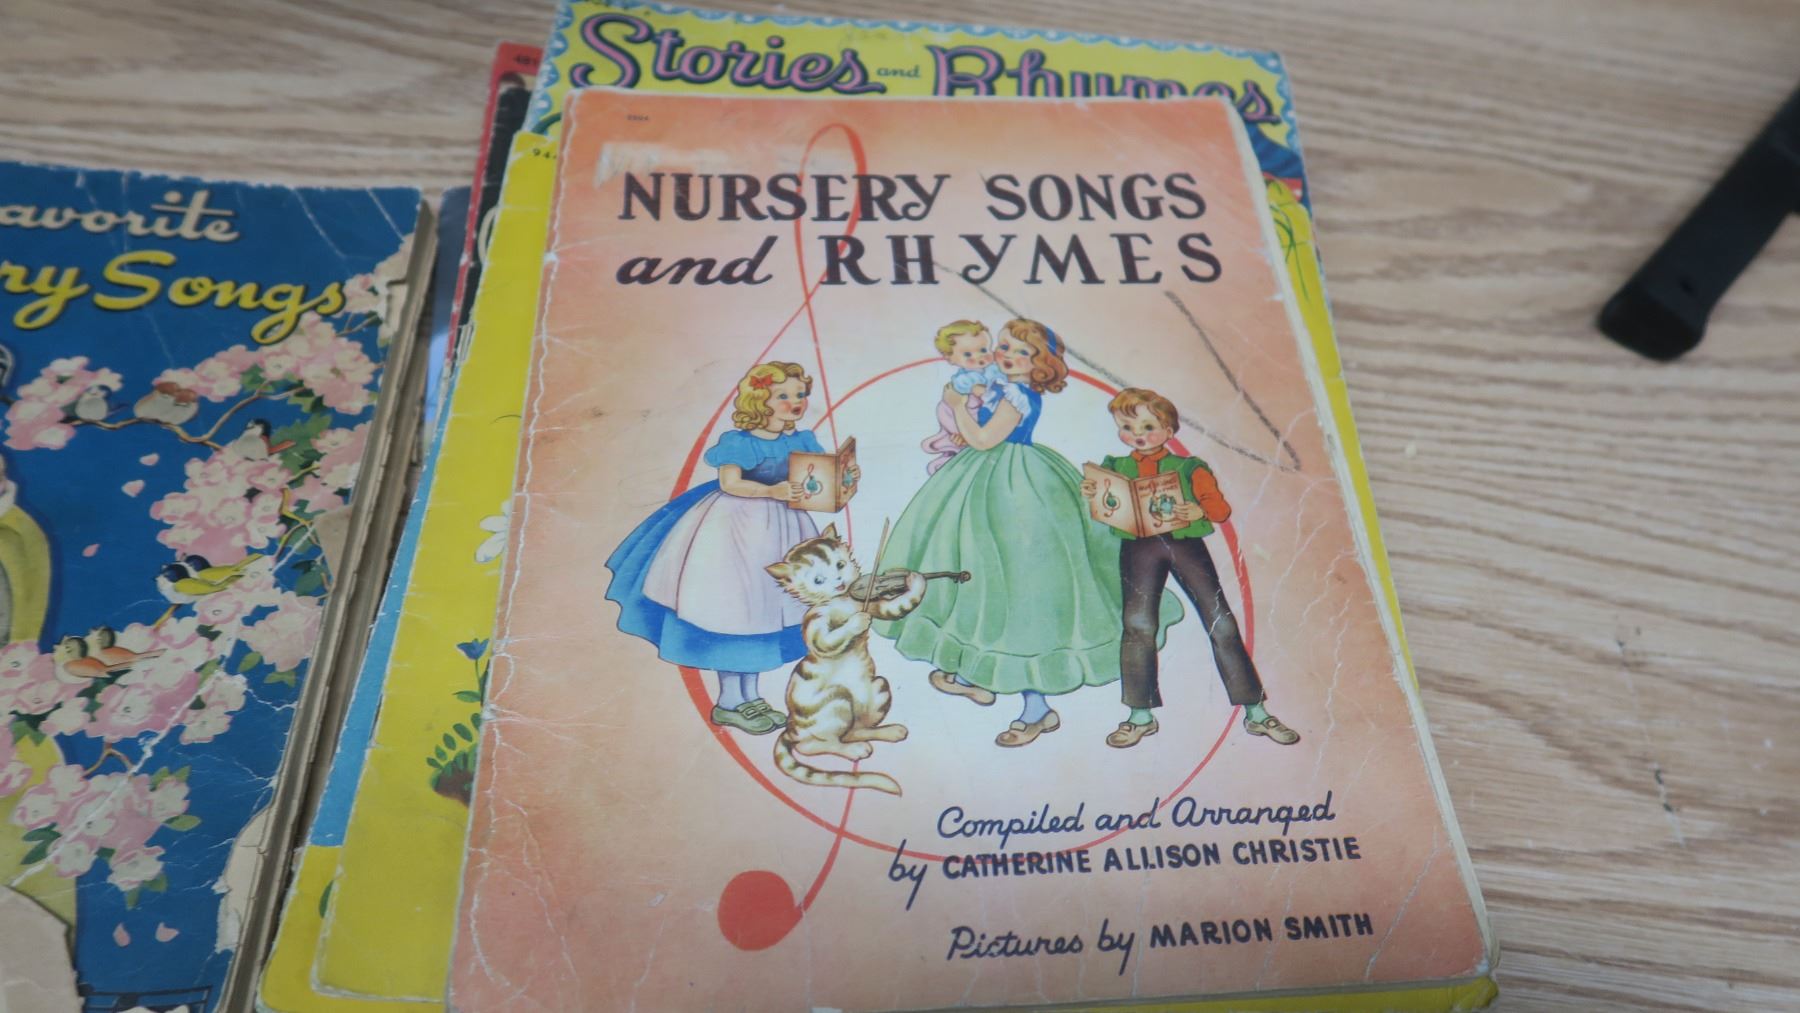 Stories and Rhymes
NURSERY SONGS
and RHYMES
Compiled and Arranged
by CATHERINE ALLISON CHRISTIE
Pictures by MARION SMITH
avorite
ry Songs